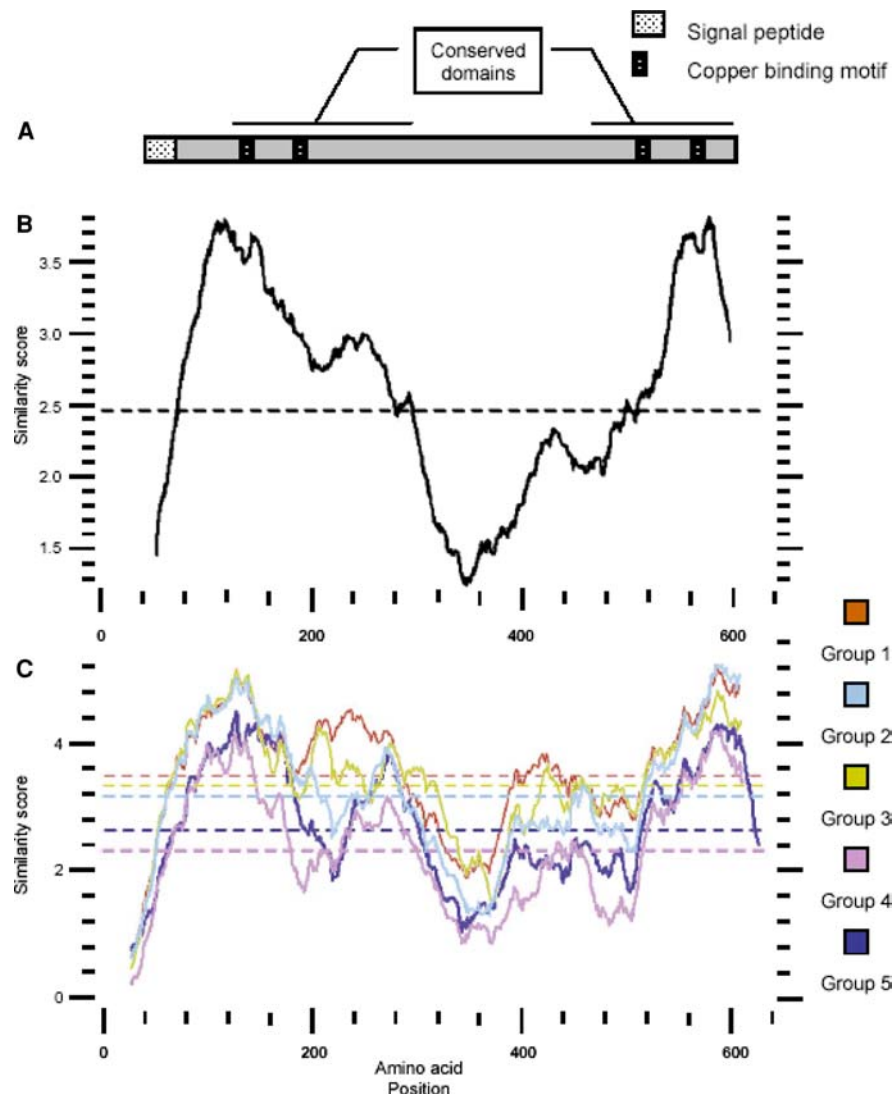 Conserved
domains
Signal peptide
Copper binding motif
A
B
3.5
3.0
2.5
2.0
1.5
Similarity score
0 200 400 600
C
4
2
0
Similarity score
0 200 400 600
Amino acid
Position
Group 1
Group 2
Group 3
Group 4
Group 5